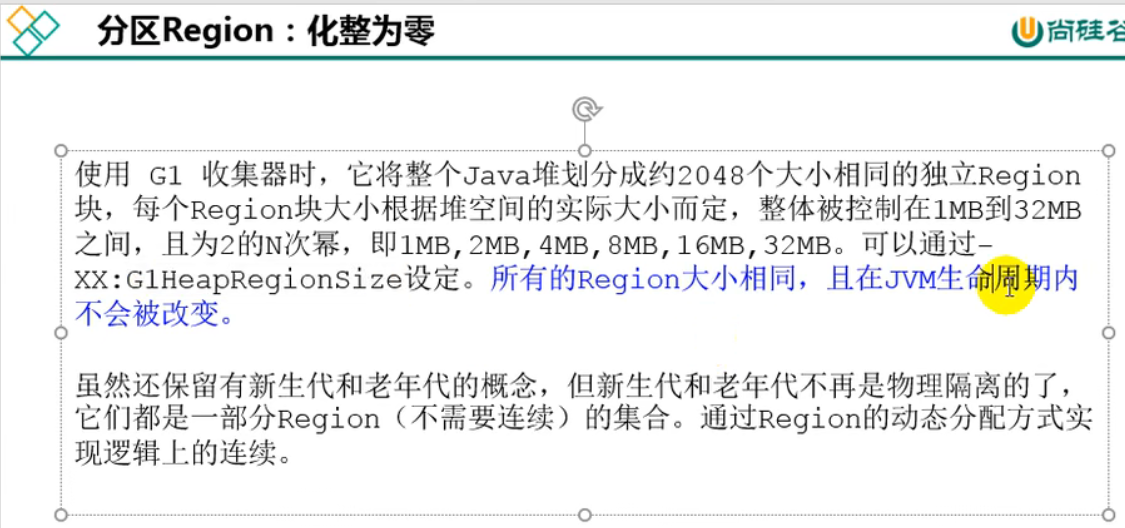 分区Region：化整为零
尚硅谷
使用 G1 收集器时，它将整个Java堆划分成约2048个大小相同的独立Region
块，每个Region块大小根据堆空间的实际大小而定，整体被控制在1MB到32MB
之间，且为2的N次幂，即1MB,2MB,4MB,8MB,16MB,32MB。可以通过-
XX:G1HeapRegionSize设定。所有的Region大小相同，且在JVM生命周期内
不会被改变。
虽然还保留有新生代和老年代的概念，但新生代和老年代不再是物理隔离的了，
它们都是一部分Region（不需要连续）的集合。通过Region的动态分配方式实
现逻辑上的连续。